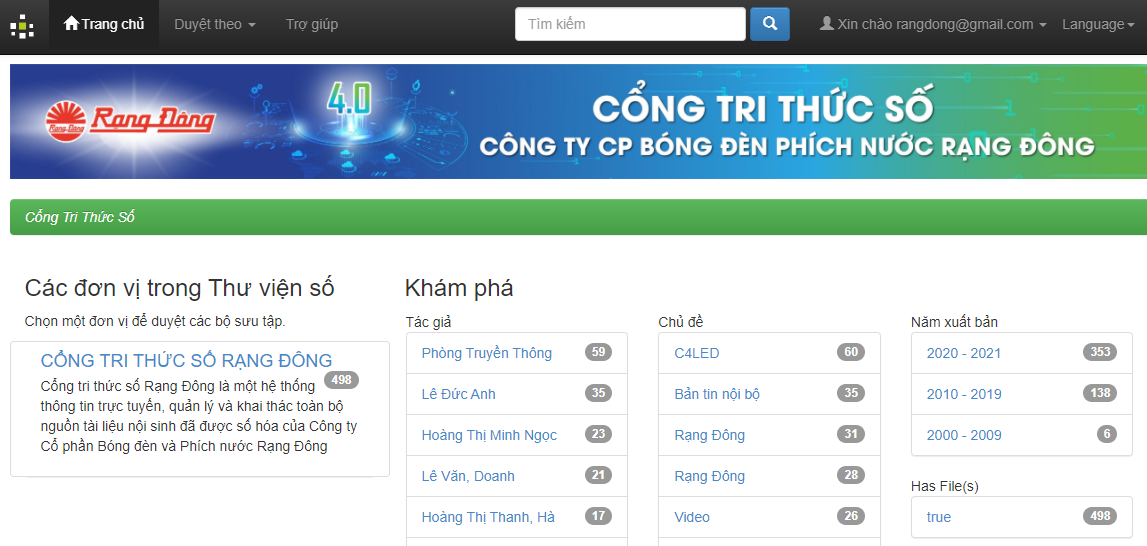 Trang chủ Duyệt theo Trợ giúp Tìm kiếm Xin chào rangdong@gmail.com Language
Rạng Đông
Rạng Đông
4.0
CỔNG TRI THỨC SỐ
CÔNG TY CP BÓNG ĐÈN PHÍCH NƯỚC RẠNG ĐÔNG
Cổng Tri Thức Số
Các đơn vị trong Thư viện số
Chọn một đơn vị để duyệt các bộ sưu tập.
CỔNG TRI THỨC SỐ RẠNG ĐÔNG
498
Cổng tri thức số Rạng Đông là một hệ thống
thông tin trực tuyến, quản lý và khai thác toàn bộ
nguồn tài liệu nội sinh đã được số hóa của Công ty
Cổ phần Bóng đèn và Phích nước Rạng Đông
Khám phá
Tác giả
Phòng Truyền Thông 59
Lê Đức Anh 35
Hoàng Thị Minh Ngọc 23
Lê Văn, Doanh 21
Hoàng Thị Thanh, Hà 17
Chủ đề
C4LED 60
Bản tin nội bộ 35
Rạng Đông 31
Rạng Đông 28
Video 26
Năm xuất bản
2020 - 2021 353
2010 - 2019 138
2000 - 2009 6
Has File(s)
true 498